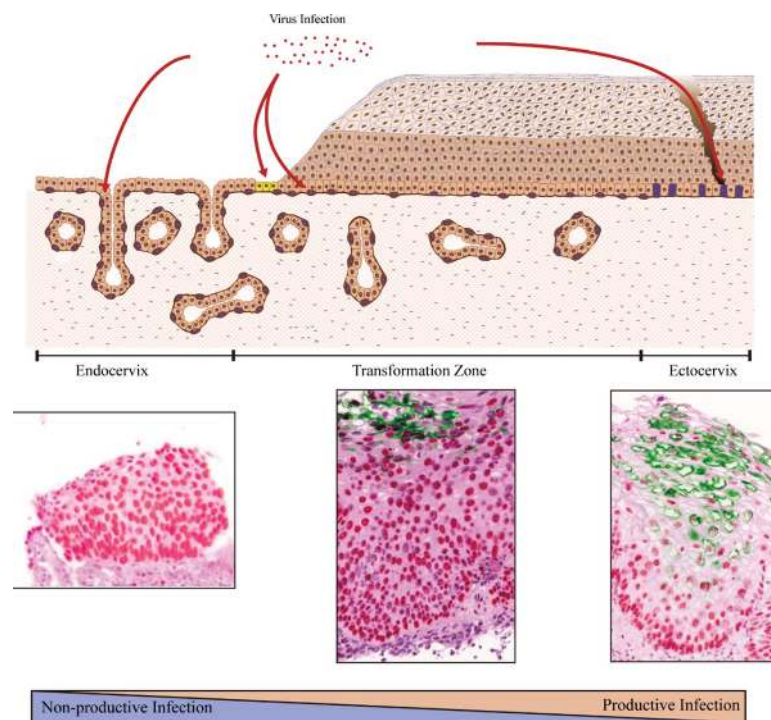 Virus Infection
Endocervix
Transformation Zone
Ectocervix
Non-productive Infection
Productive Infection